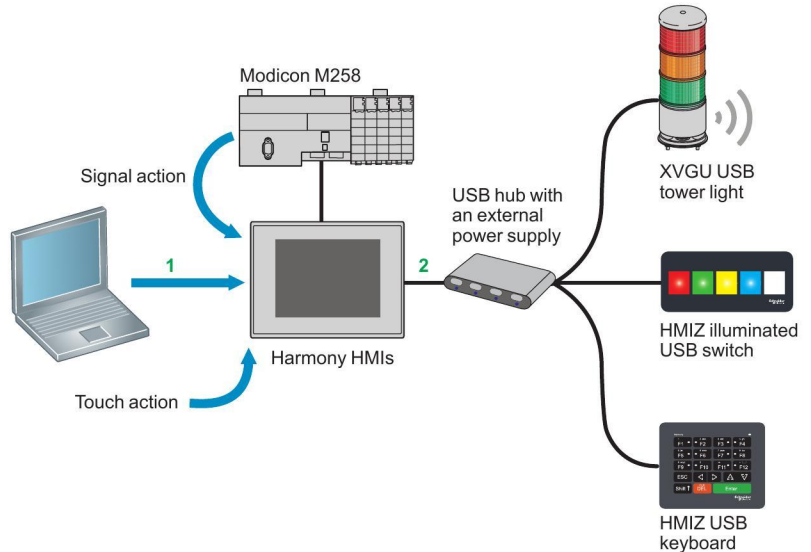 Modicon M258
Signal action
1
2
Harmony HMIs
Touch action
USB hub with
an external
power supply
XVGU USB
tower light
HMIZ illuminated
USB switch
F1
F2
F3
F4
F5
F6
F7
F8
F9
F10
F11
F12
ESC
Shift
DEL
Enter
HMIZ USB
keyboard